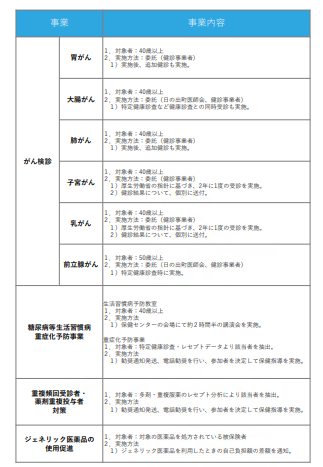 事業
事業内容
がん検診
胃がん
1. 対象者：40歳以上
2. 実施方法：委託（健診事業者）
1）実施後、追加健診も実施。
大腸がん
1. 対象者：40歳以上
2. 実施方法：委託（日の出町医師会、健診事業者）
1）特定健康診査など健康診査との同時受診も実施。
肺がん
1. 対象者：40歳以上
2. 実施方法：委託（健診事業者）
1）実施後、追加健診も実施。
子宮がん
1. 対象者：40歳以上
2. 実施方法：委託（健診事業者）
1）厚生労働省の指針に基づき、2年に1度の受診を実施。
2）健診結果について、個別に送付。
乳がん
1. 対象者：40歳以上
2. 実施方法：委託（健診事業者）
1）厚生労働省の指針に基づき、2年に1度の受診を実施。
2）健診結果について、個別に送付。
前立腺がん
1. 対象者：50歳以上
2. 実施方法：委託（日の出町医師会、健診事業者）
1）特定健康診査時に実施。
糖尿病等生活習慣病
重症化予防事業
生活習慣病予防教室
1. 対象者：40歳以上
2. 実施方法
1）保健センターの会場にて約２時間半の講演会を実施。
重症化予防事業
1. 対象者：特定健康診査・レセプトデータより該当者を抽出。
2. 実施方法
1）勧奨通知発送、電話勧奨を行い、参加者を決定して保健指導を実施。
重複頻回受診者・
薬剤重複投与者
対策
1. 対象者：多剤・重複服薬のレセプト分析により該当者を抽出。
2. 実施方法
1）勧奨通知発送、電話勧奨を行い、参加者を決定して保健指導を実施。
ジェネリック医薬品の
使用促進
1. 対象者：対象の医薬品を処方されている被保険者
2. 実施方法
1）ジェネリック医薬品を利用したときの自己負担額の差額を通知。